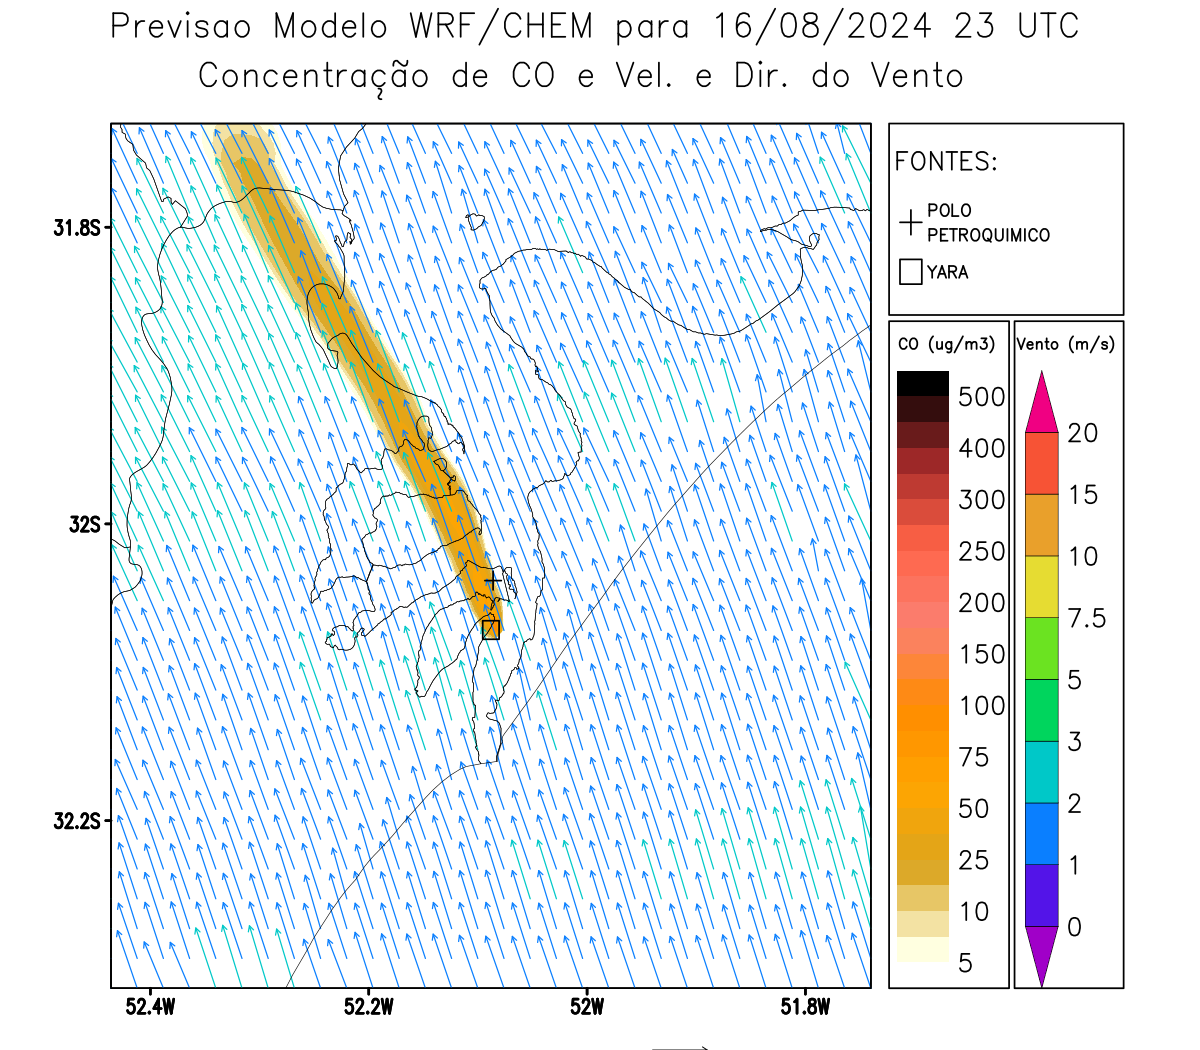 Previsao Modelo WRF/CHEM para 16/08/2024 23 UTC
Concentração de CO e Vel. e Dir. do Vento
FONTES:
POLO
PETROQUIMICO
YARA
CO (ug/m3)
500
400
300
250
200
150
100
75
50
25
10
5
Vento (m/s)
20
15
10
7.5
5
3
2
1
0
31.8S
32S
32.2S
52.4W
52.2W
52W
51.8W